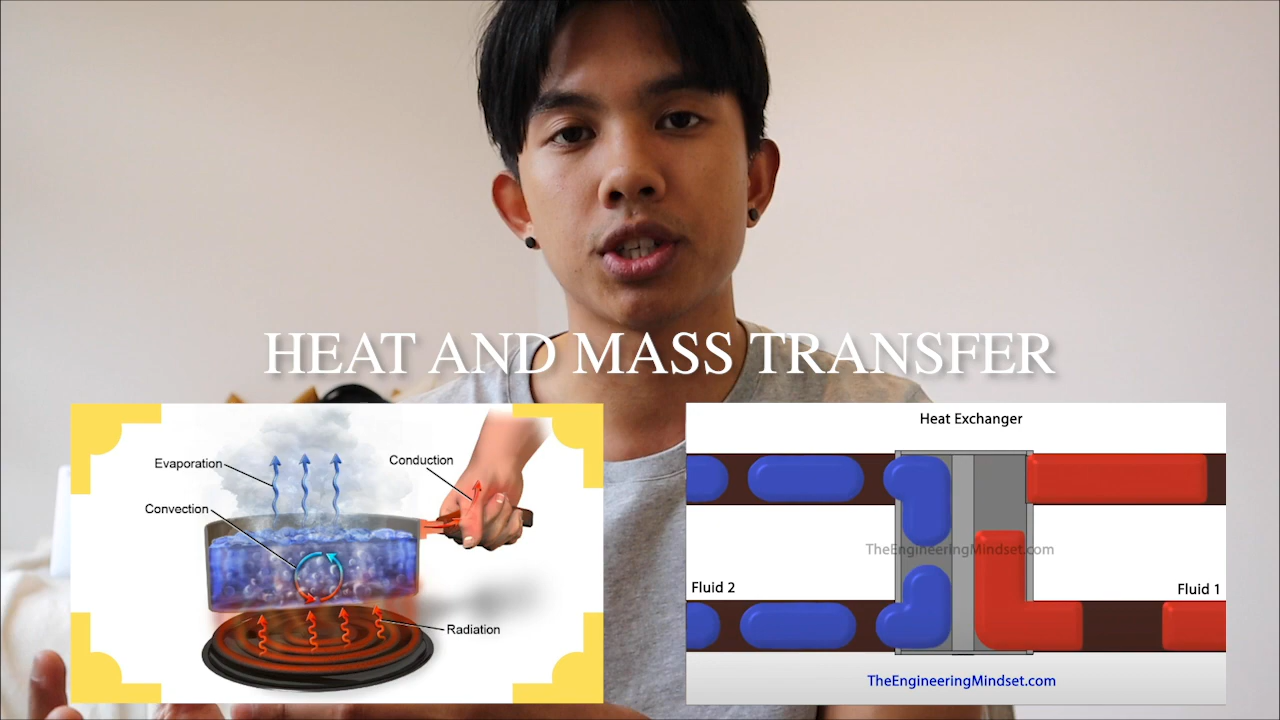 HEAT AND MASS TRANSFER
Evaporation
Conduction
Convection
Radiation
Heat Exchanger
TheEngineeringMindset.com
Fluid 2
Fluid 1
TheEngineeringMindset.com